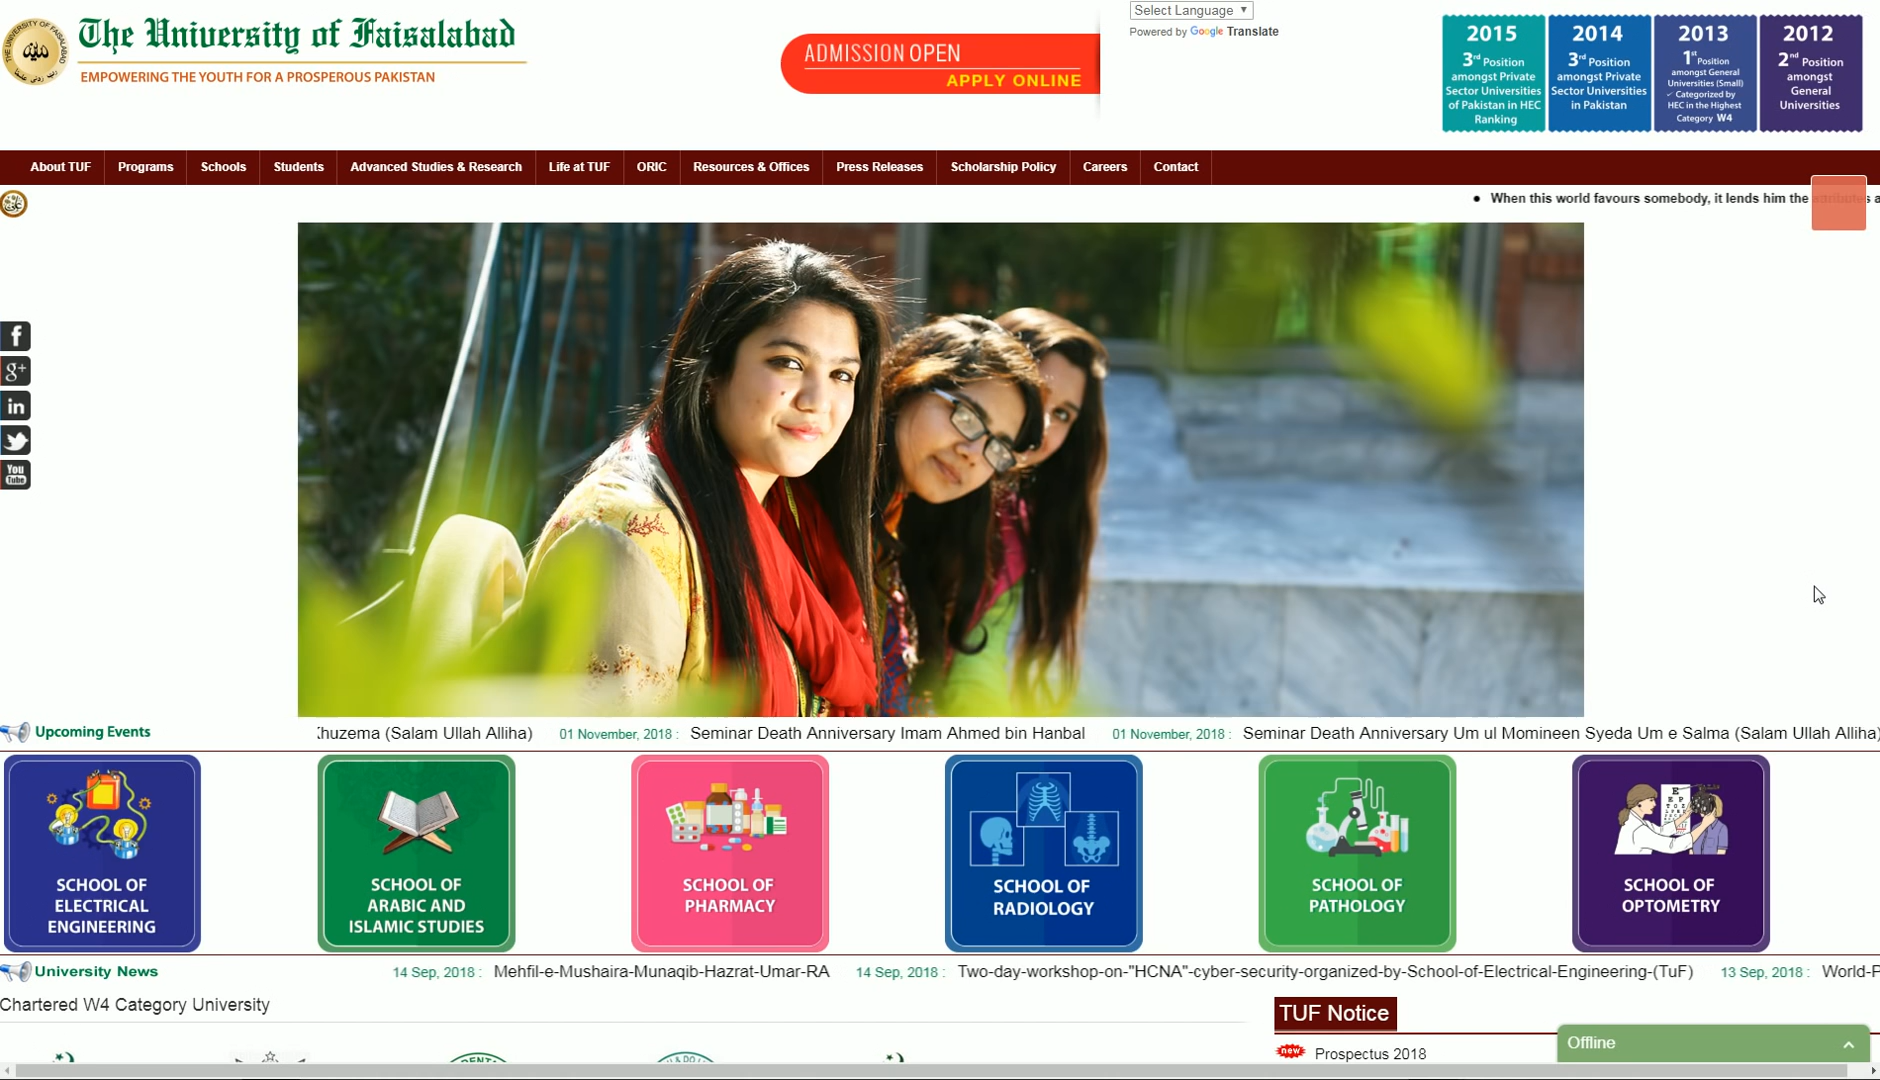 The University of Faisalabad
EMPOWERING THE YOUTH FOR A PROSPEROUS PAKISTAN
ADMISSION OPEN
APPLY ONLINE
Select Language
Powered by Google Translate
2015
3rd Position
amongst Private
Sector Universities
of Pakistan in HEC
Ranking
2014
3rd Position
amongst Private
Sector Universities
in Pakistan
2013
1st Position
amongst General
Universities (Small)
✓ Categorized by
HEC in the Highest
Category W4
2012
2nd Position
amongst
General
Universities
About TUF Programs Schools Students Advanced Studies & Research Life at TUF ORIC Resources & Offices Press Releases Scholarship Policy Careers Contact
• When this world favours somebody, it lends him the
f
g+
in
You
Tube
Upcoming Events
Khuzema (Salam Ullah Alliha) 01 November, 2018 : Seminar Death Anniversary Imam Ahmed bin Hanbal 01 November, 2018 : Seminar Death Anniversary Um ul Momineen Syeda Um e Salma (Salam Ullah Alliha)
SCHOOL OF
ELECTRICAL
ENGINEERING
SCHOOL OF
ARABIC AND
ISLAMIC STUDIES
SCHOOL OF
PHARMACY
SCHOOL OF
RADIOLOGY
SCHOOL OF
PATHOLOGY
SCHOOL OF
OPTOMETRY
University News
14 Sep, 2018 : Mehfil-e-Mushaira-Munaqib-Hazrat-Umar-RA 14 Sep, 2018 : Two-day-workshop-on-"HCNA"-cyber-security-organized-by-School-of-Electrical-Engineering-(TuF) 13 Sep, 2018 : World-P
Chartered W4 Category University
TUF Notice
new Prospectus 2018
Offline